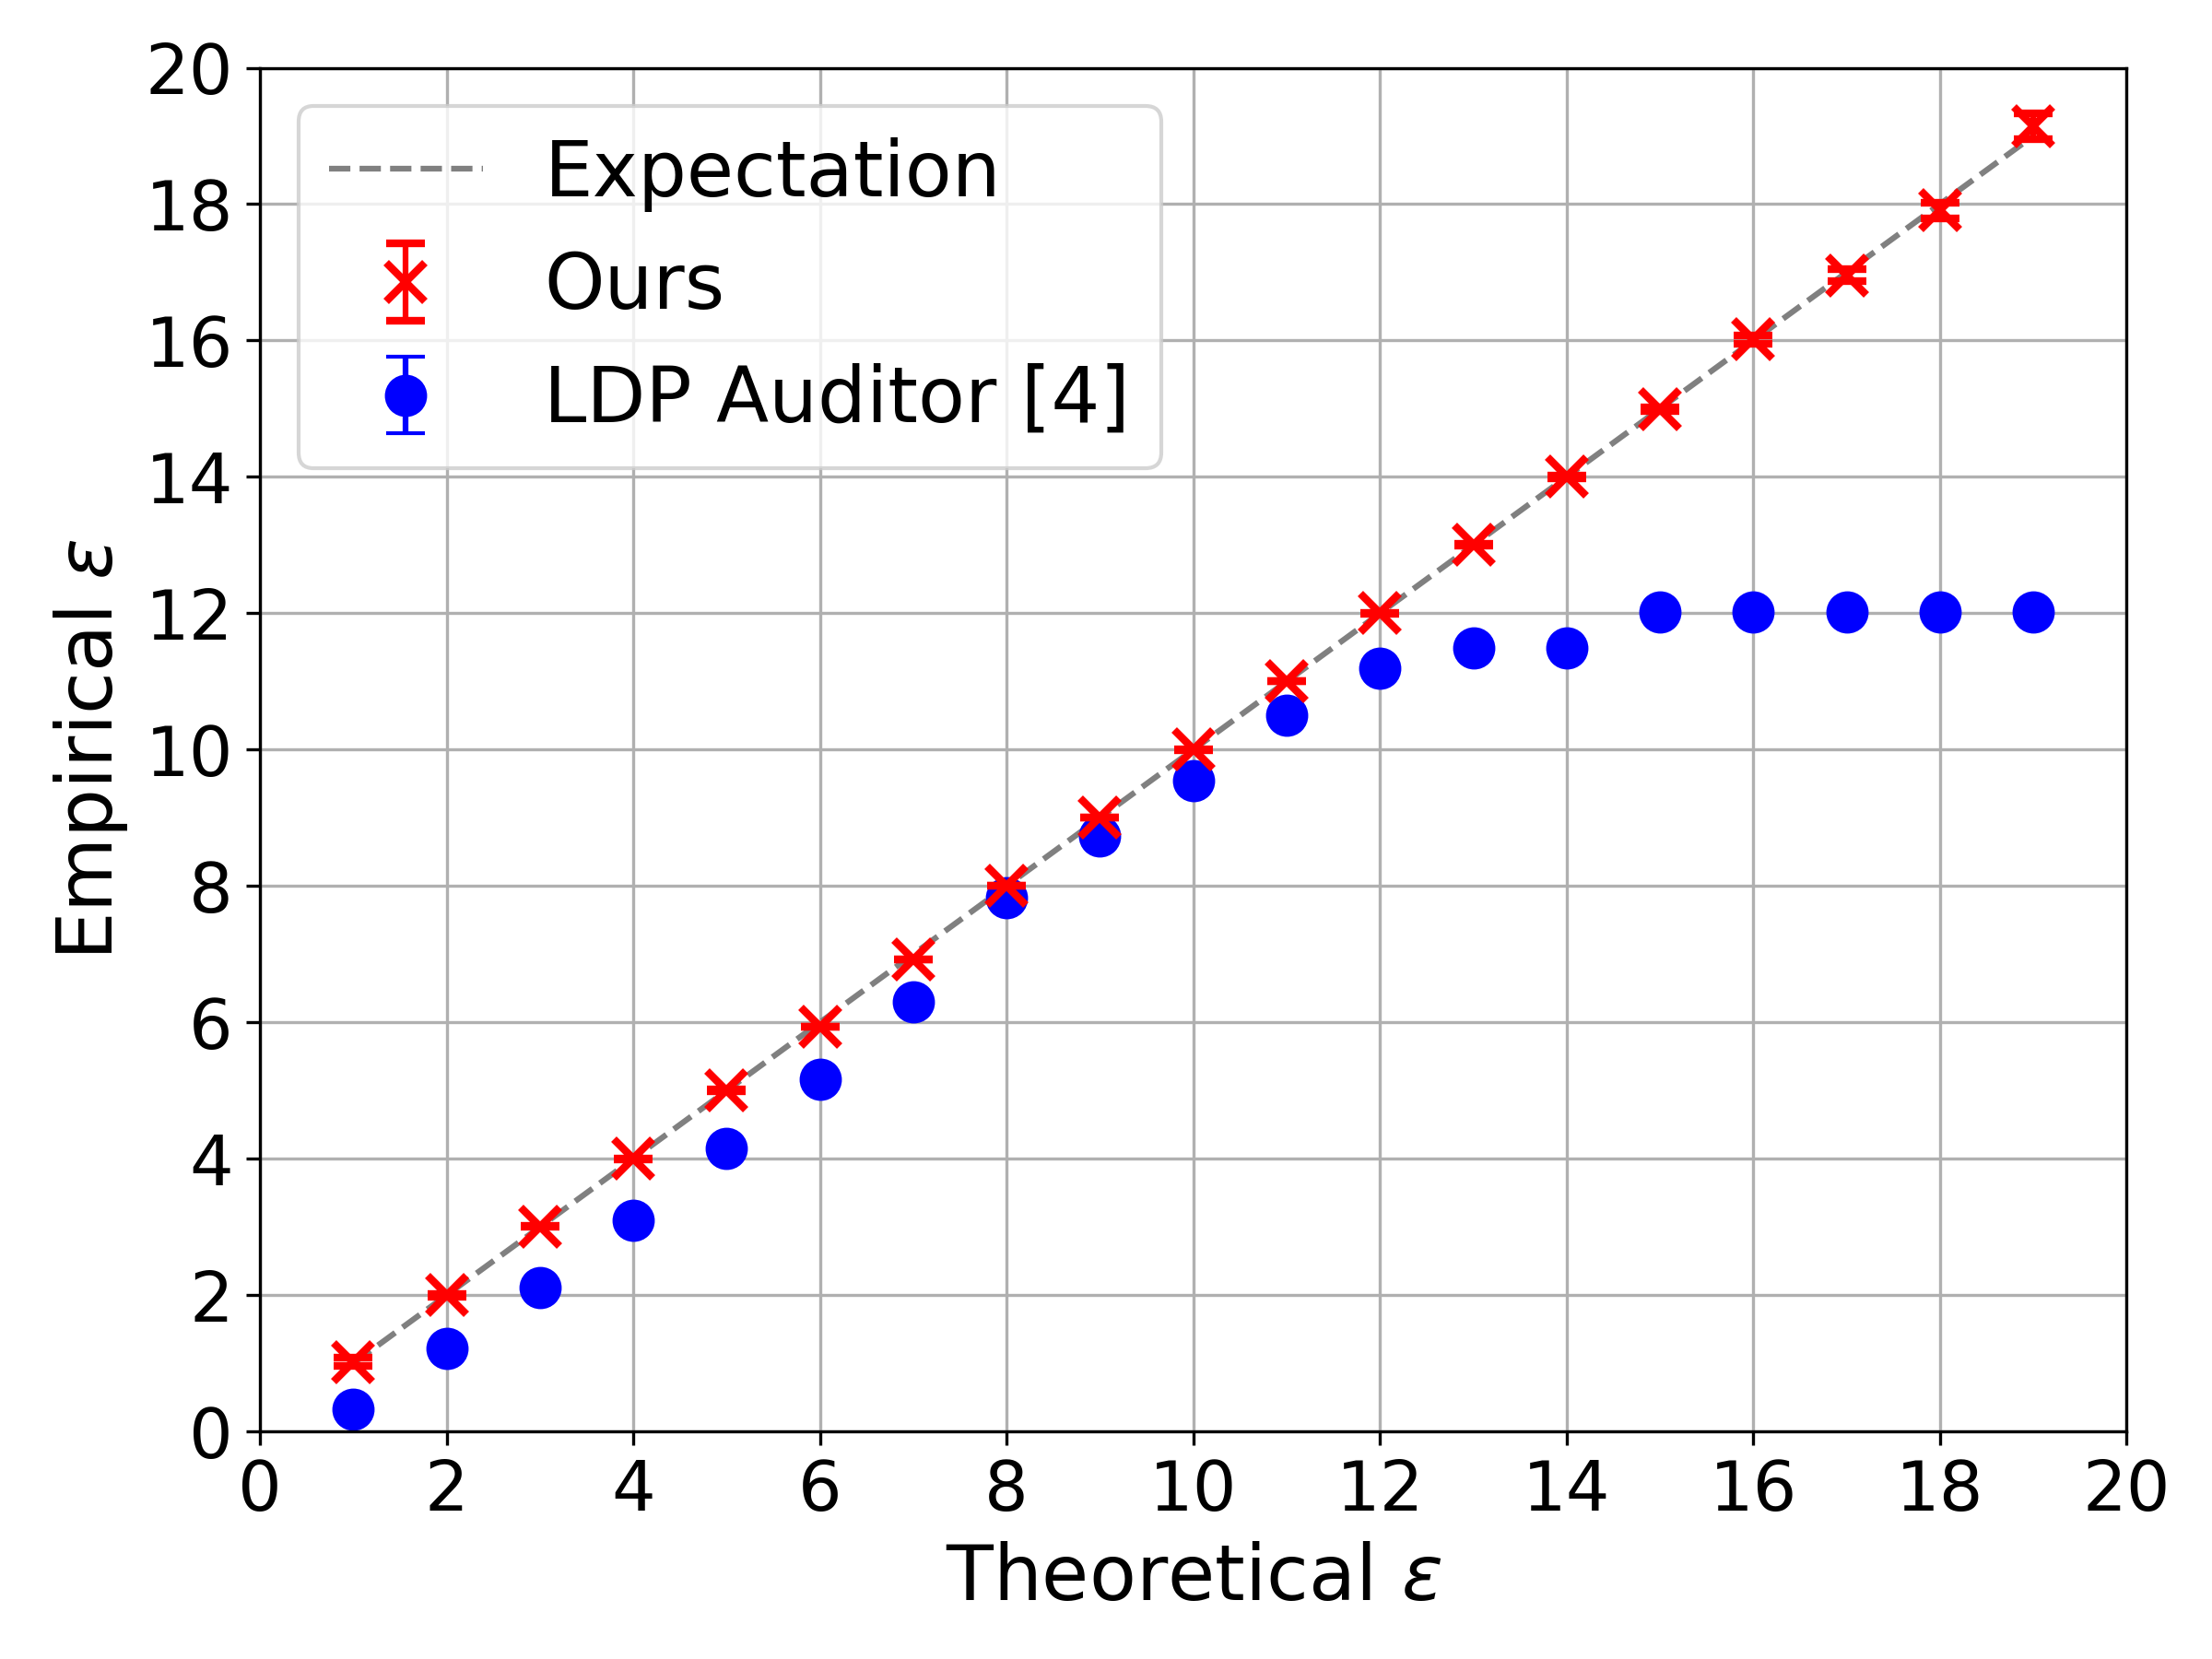 20
18
16
14
12
10
8
6
4
2
0
Expectation
Ours
LDP Auditor [4]
Empirical ε
0 2 4 6 8 10 12 14 16 18 20
Theoretical ε